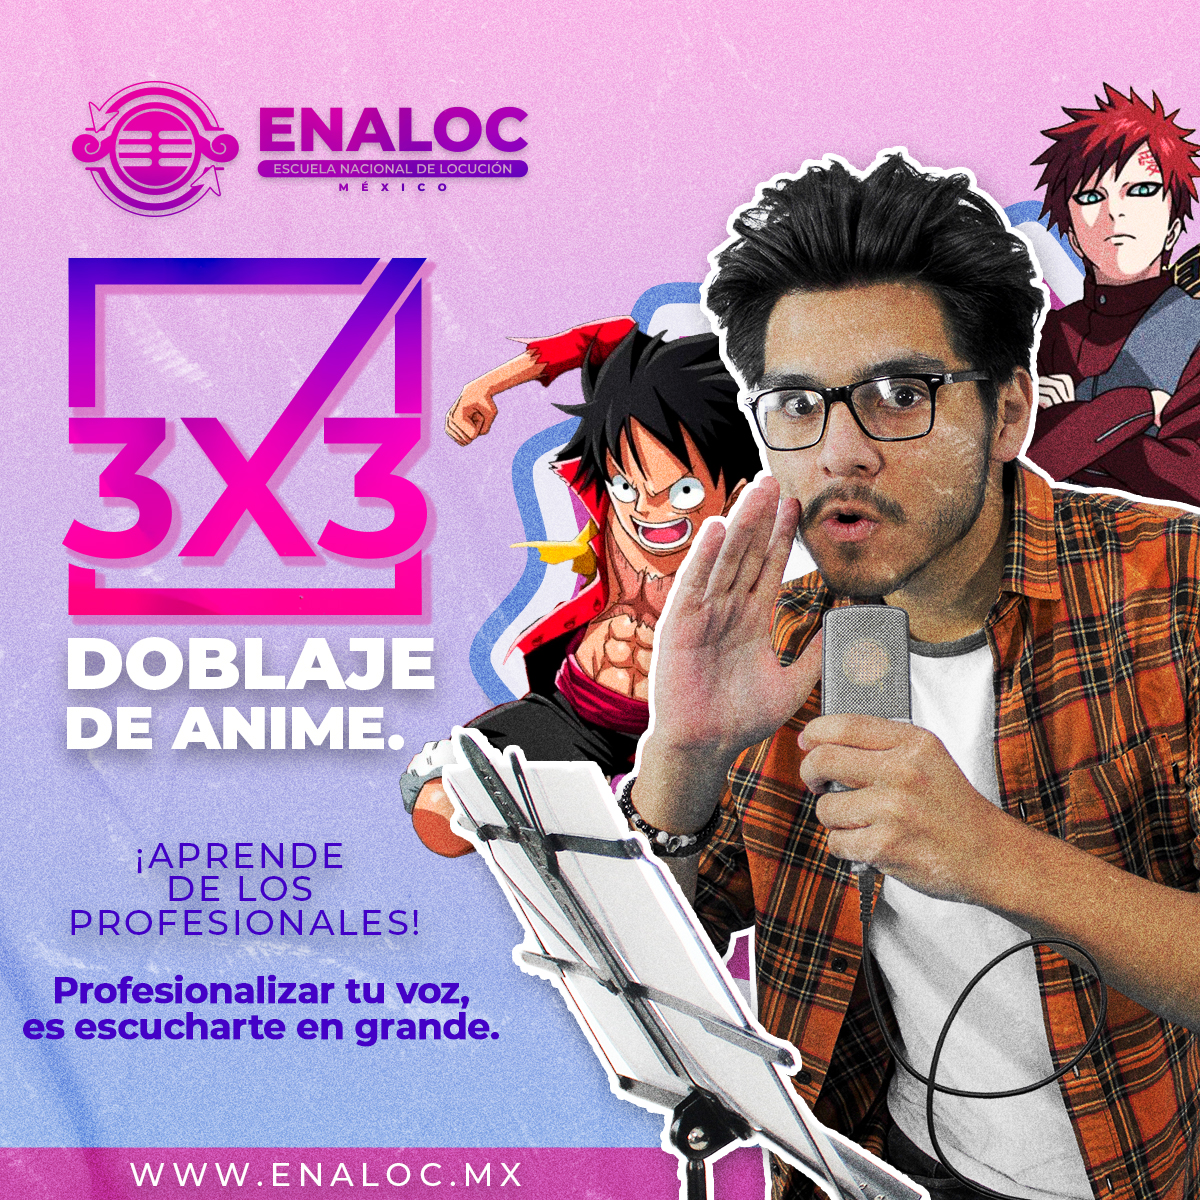 ENALOC
ESCUELA NACIONAL DE LOCUCIÓN
MÉXICO
3X3
DOBLAJE
DE ANIME.
¡APRENDE
DE LOS
PROFESIONALES!
Profesionalizar tu voz,
es escucharte en grande.
WWW.ENALOC.MX